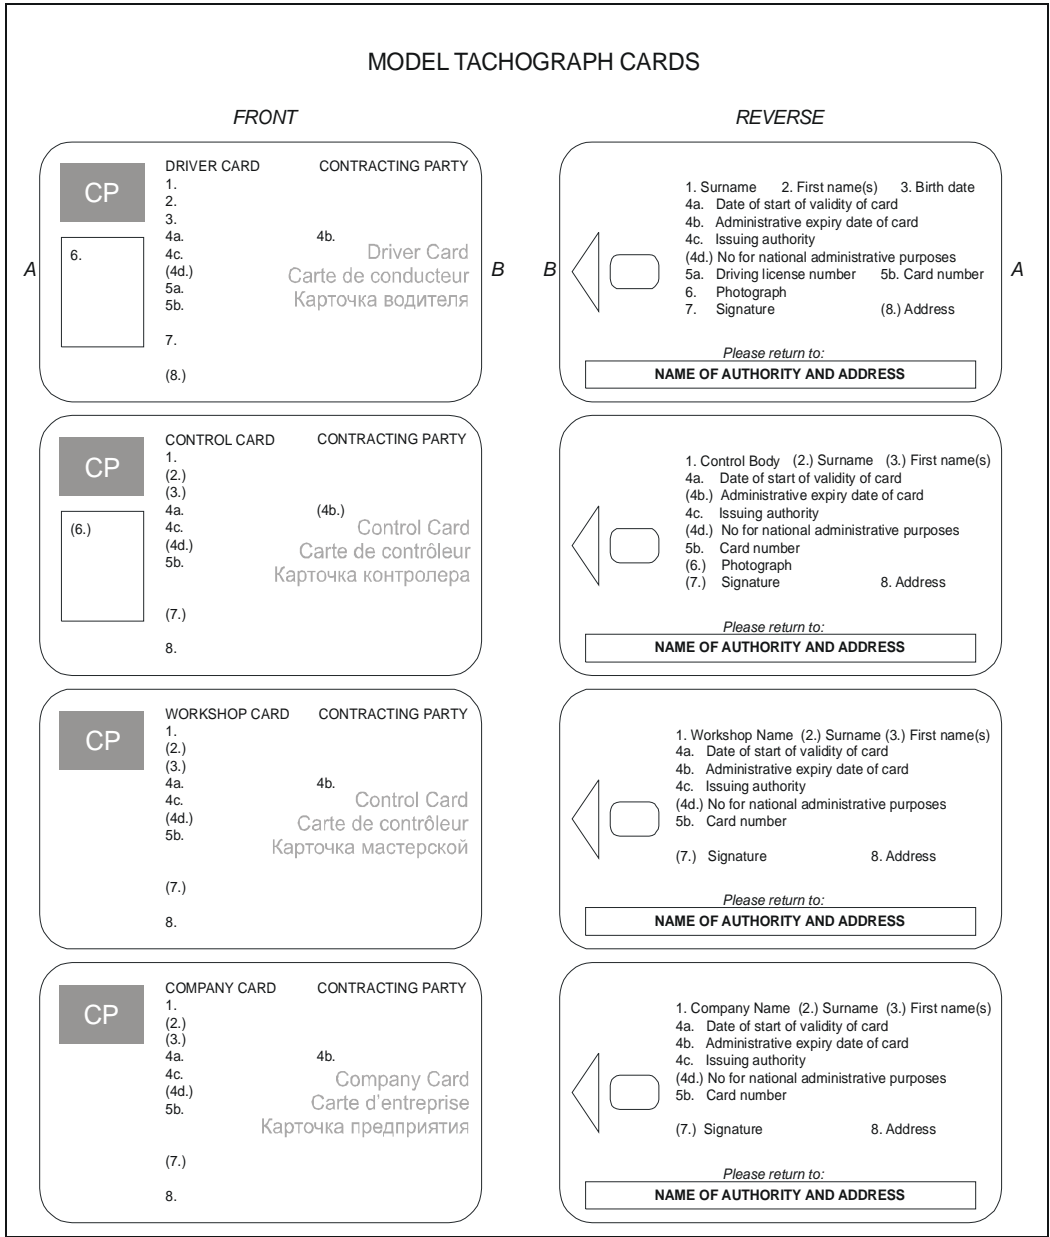 MODEL TACHOGRAPH CARDS
FRONT
REVERSE
A
B
B
A
CP
DRIVER CARD CONTRACTING PARTY
1.
2.
3.
4a. 4b.
4c.
(4d.)
5a.
5b.
6.
7.
(8.)
Driver Card
Carte de conducteur
Карточка водителя
1. Surname 2. First name(s) 3. Birth date
4a. Date of start of validity of card
4b. Administrative expiry date of card
4c. Issuing authority
(4d.) No for national administrative purposes
5a. Driving license number 5b. Card number
6. Photograph
7. Signature (8.) Address
Please return to:
NAME OF AUTHORITY AND ADDRESS
CP
CONTROL CARD CONTRACTING PARTY
1.
(2.)
(3.)
4a. (4b.)
4c.
(4d.)
5b.
(6.)
(7.)
8.
Control Card
Carte de contrôleur
Карточка контролера
1. Control Body (2.) Surname (3.) First name(s)
4a. Date of start of validity of card
(4b.) Administrative expiry date of card
4c. Issuing authority
(4d.) No for national administrative purposes
5b. Card number
(6.) Photograph
(7.) Signature 8. Address
Please return to:
NAME OF AUTHORITY AND ADDRESS
CP
WORKSHOP CARD CONTRACTING PARTY
1.
(2.)
(3.)
4a. 4b.
4c.
(4d.)
5b.
(7.)
8.
Control Card
Carte de contrôleur
Карточка мастерской
1. Workshop Name (2.) Surname (3.) First name(s)
4a. Date of start of validity of card
4b. Administrative expiry date of card
4c. Issuing authority
(4d.) No for national administrative purposes
5b. Card number
(7.) Signature 8. Address
Please return to:
NAME OF AUTHORITY AND ADDRESS
CP
COMPANY CARD CONTRACTING PARTY
1.
(2.)
(3.)
4a. 4b.
4c.
(4d.)
5b.
(7.)
8.
Company Card
Carte d'entreprise
Карточка предприятия
1. Company Name (2.) Surname (3.) First name(s)
4a. Date of start of validity of card
4b. Administrative expiry date of card
4c. Issuing authority
(4d.) No for national administrative purposes
5b. Card number
(7.) Signature 8. Address
Please return to:
NAME OF AUTHORITY AND ADDRESS